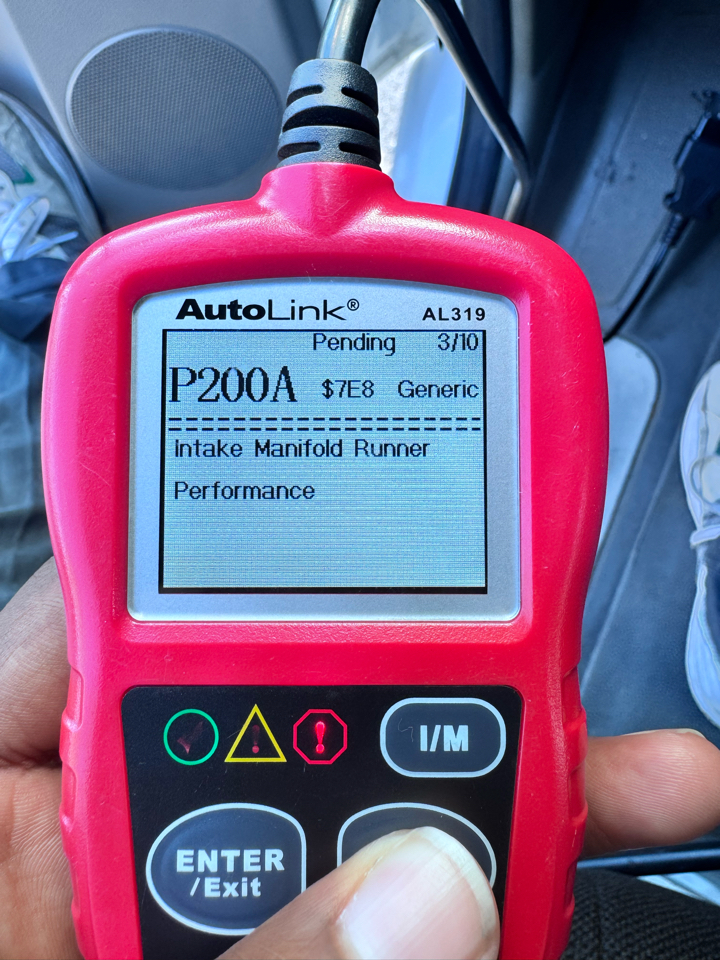 AutoLink® AL319
Pending 3/10
P200A $7E8 Generic
Intake Manifold Runner
Performance
I/M
ENTER
/Exit